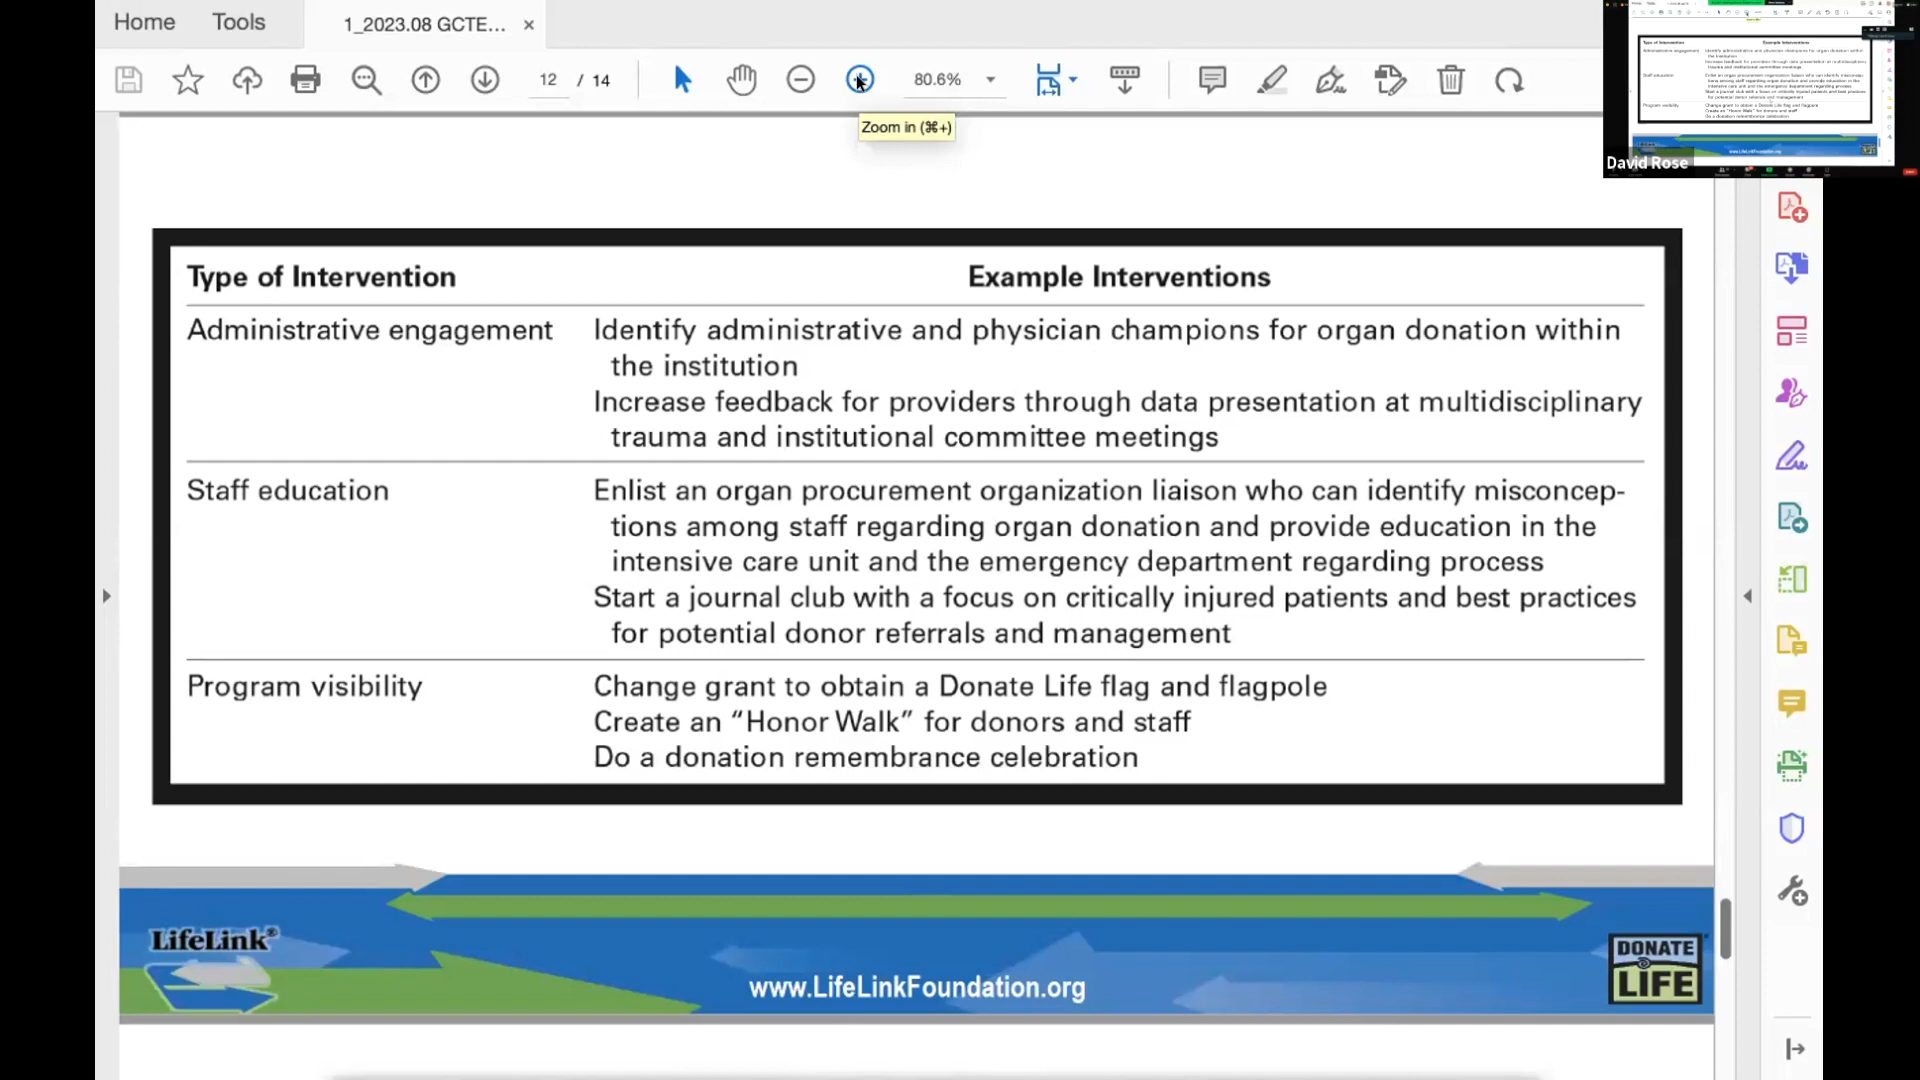 Home
Tools
1_2023.08 GCTE...
×
12 / 14
80.6%
Zoom in (⌘+)
David Rose
Type of Intervention
Example Interventions
Administrative engagement
Identify administrative and physician champions for organ donation within
the institution
Increase feedback for providers through data presentation at multidisciplinary
trauma and institutional committee meetings
Staff education
Enlist an organ procurement organization liaison who can identify misconcep-
tions among staff regarding organ donation and provide education in the
intensive care unit and the emergency department regarding process
Start a journal club with a focus on critically injured patients and best practices
for potential donor referrals and management
Program visibility
Change grant to obtain a Donate Life flag and flagpole
Create an “Honor Walk” for donors and staff
Do a donation remembrance celebration
LifeLink®
www.LifeLinkFoundation.org
DONATE
LIFE